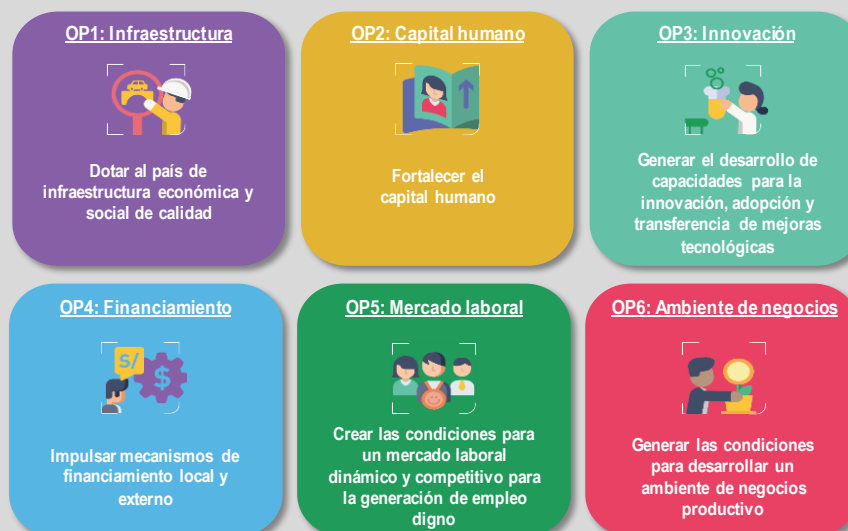 OP1: Infraestructura
Dotar al país de
infraestructura económica y
social de calidad
OP2: Capital humano
Fortalecer el
capital humano
OP3: Innovación
Generar el desarrollo de
capacidades para la
innovación, adopción y
transferencia de mejoras
tecnológicas
OP4: Financiamiento
S/
$
Impulsar mecanismos de
financiamiento local y
externo
OP5: Mercado laboral
Crear las condiciones para
un mercado laboral
dinámico y competitivo para
la generación de empleo
digno
OP6: Ambiente de negocios
Generar las condiciones
para desarrollar un
ambiente de negocios
productivo